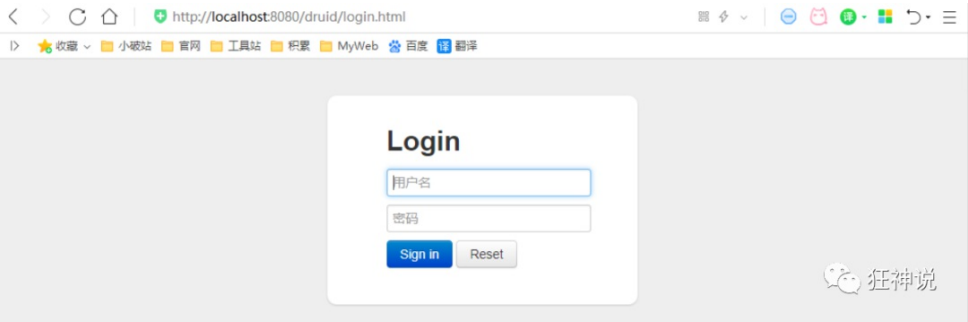 http://localhost:8080/druid/login.html
收藏 小破站 官网 工具站 积累 MyWeb 百度 译 翻译
Login
用户名
密码
Sign in Reset
狂神说